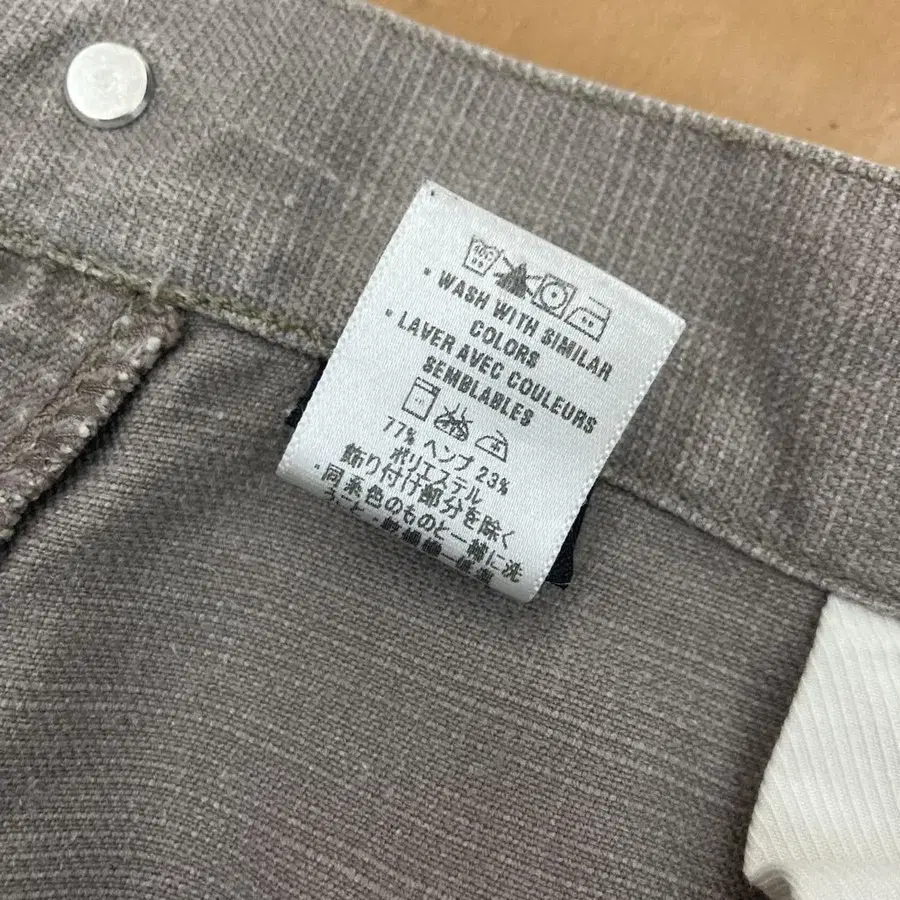 • WASH WITH SIMILAR
COLORS
• LAVER AVEC COULEURS
SEMBLABLES
77% ヘンプ 23%
ポリエステル
飾り付け部分を除く
・同系色のものと一緒に洗